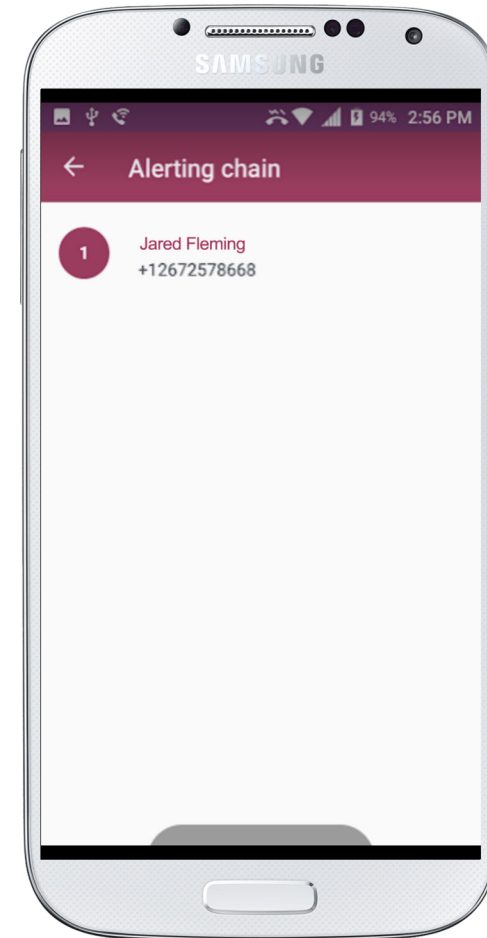 SAMSUNG
94% 2:56 PM
Alerting chain
1
Jared Fleming
+12672578668